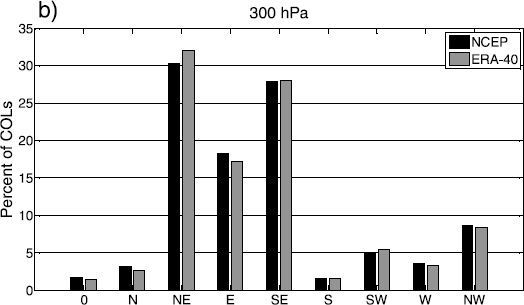 b)
300 hPa
NCEP
ERA-40
Percent of COLs
35
30
25
20
15
10
5
0
0 N NE E SE S SW W NW